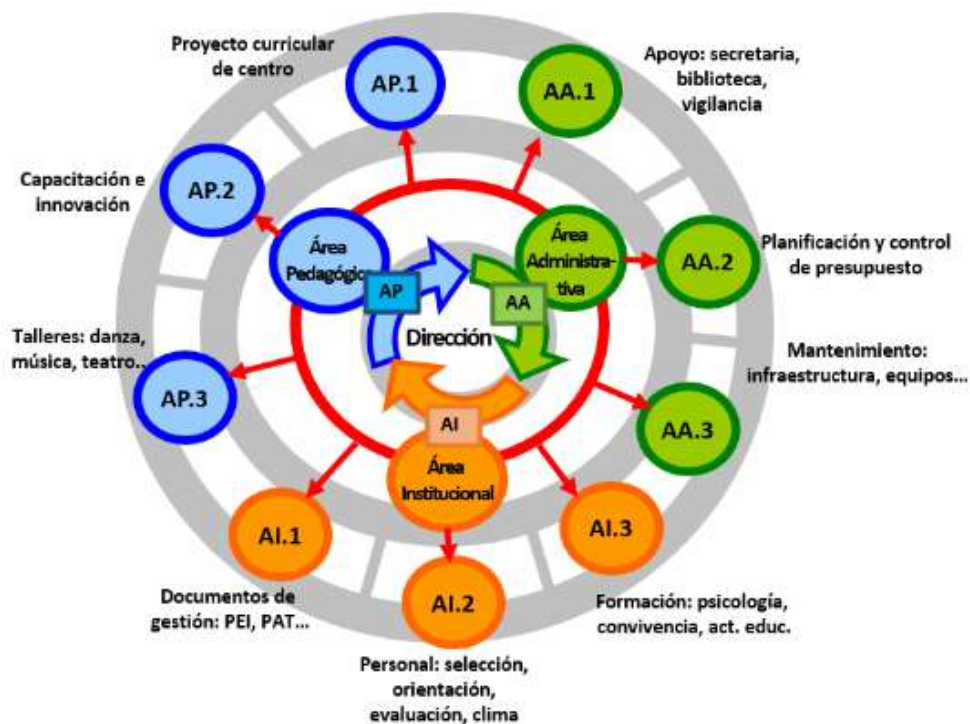 Proyecto curricular
de centro
AP.1
AA.1
Apoyo: secretaria,
biblioteca,
vigilancia
Capacitación e
innovación
AP.2
Área
Pedagógic
AP
Área
Administra-
tiva
AA
AA.2
Planificación y control
de presupuesto
Dirección
Talleres: danza,
música, teatro..
AP.3
Mantenimiento:
infraestructura, equipos...
AA.3
AI
Área
Institucional
AI.1
Documentos de
gestión: PEI, PAT...
AI.2
Personal: selección,
orientación,
evaluación, clima
AI.3
Formación: psicología,
convivencia, act. educ.